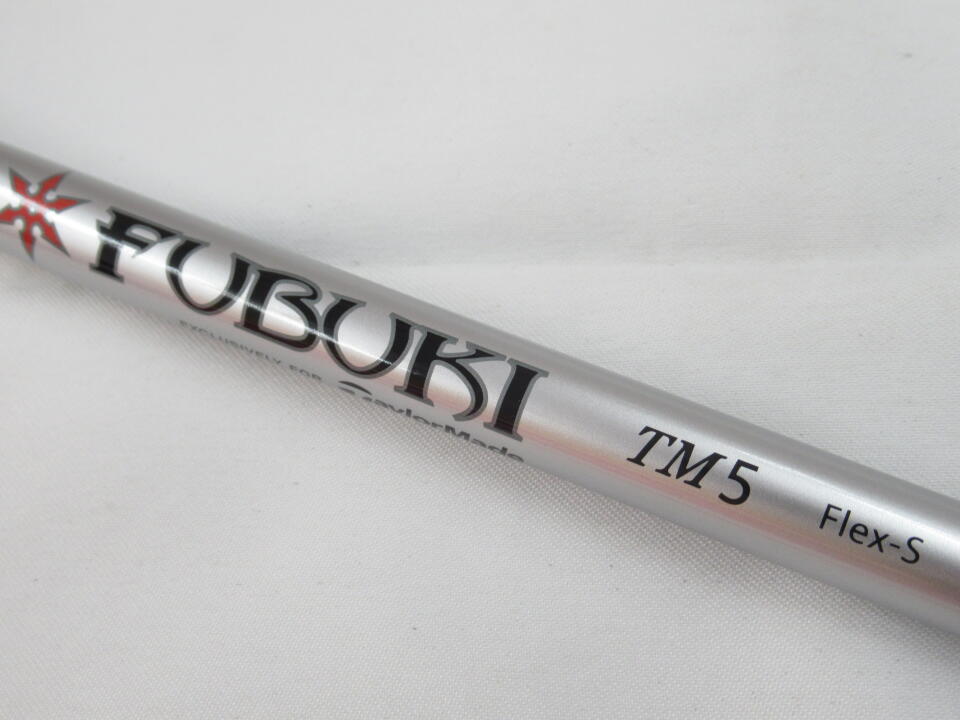 FUBUKI
EXCLUSIVELY FOR TaylorMade
TM5 Flex-S